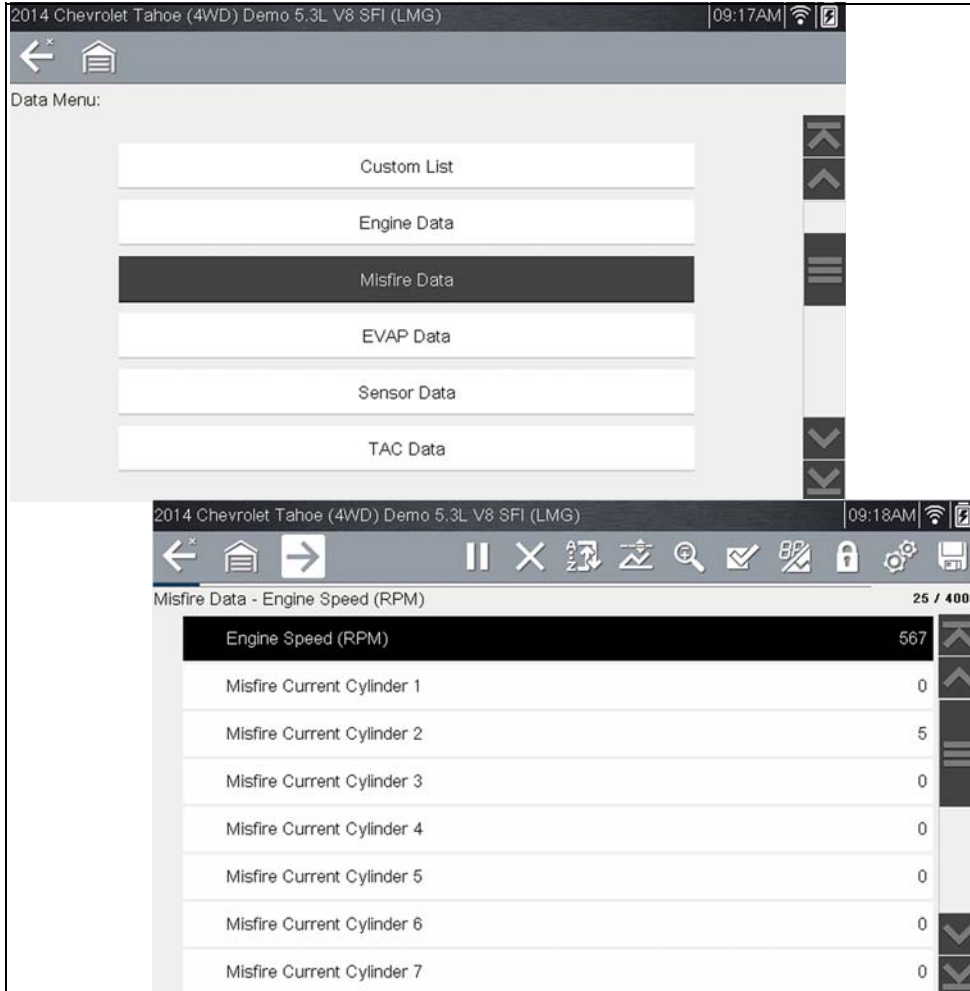 2014 Chevrolet Tahoe (4WD) Demo 5.3L V8 SFI (LMG) 09:17AM
Data Menu:
Custom List
Engine Data
Misfire Data
EVAP Data
Sensor Data
TAC Data
2014 Chevrolet Tahoe (4WD) Demo 5.3L V8 SFI (LMG) 09:18AM
Misfire Data - Engine Speed (RPM) 25 / 400
Engine Speed (RPM) 567
Misfire Current Cylinder 1 0
Misfire Current Cylinder 2 5
Misfire Current Cylinder 3 0
Misfire Current Cylinder 4 0
Misfire Current Cylinder 5 0
Misfire Current Cylinder 6 0
Misfire Current Cylinder 7 0